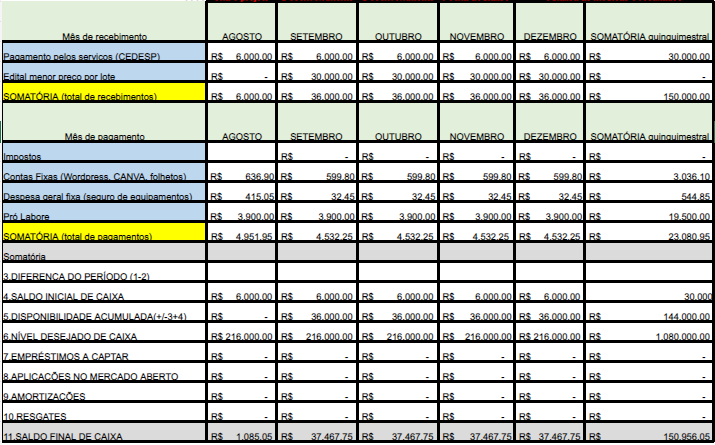 Mês de recebimento AGOSTO SETEMBRO OUTUBRO NOVEMBRO DEZEMBRO SOMATÓRIA quinquimestral
Pagamento pelos serviços (CEDESP) R$ 6.000,00 R$ 6.000,00 R$ 6.000,00 R$ 6.000,00 R$ 6.000,00 R$ 30.000,00
Edital menor preço por lote R$ - R$ 30.000,00 R$ 30.000,00 R$ 30.000,00 R$ 30.000,00 R$ -
SOMATÓRIA (total de recebimentos) R$ 6.000,00 R$ 36.000,00 R$ 36.000,00 R$ 36.000,00 R$ 36.000,00 R$ 150.000,00
Mês de pagamento AGOSTO SETEMBRO OUTUBRO NOVEMBRO DEZEMBRO SOMATÓRIA quinquimestral
Impostos R$ - R$ - R$ - R$ - R$ -
Contas Fixas (Wordpress, CANVA, folhetos) R$ 636,90 R$ 599,80 R$ 599,80 R$ 599,80 R$ 599,80 R$ 3.036,10
Despesa geral fixa (seguro de equipamentos) R$ 415,05 R$ 32,45 R$ 32,45 R$ 32,45 R$ 32,45 R$ 544,85
Pró Labore R$ 3.900,00 R$ 3.900,00 R$ 3.900,00 R$ 3.900,00 R$ 3.900,00 R$ 19.500,00
SOMATÓRIA (total de pagamentos) R$ 4.951,95 R$ 4.532,25 R$ 4.532,25 R$ 4.532,25 R$ 4.532,25 R$ 23.080,95
Somatória
3.DIFERENÇA DO PERÍODO (1-2)
4.SALDO INICIAL DE CAIXA R$ 6.000,00 R$ 6.000,00 R$ 6.000,00 R$ 6.000,00 R$ 6.000,00 30.000
5.DISPONIBILIDADE ACUMULADA(+/-3+4) R$ - R$ 36.000,00 R$ 36.000,00 R$ 36.000,00 R$ 36.000,00 R$ 144.000,00
6.NÍVEL DESEJADO DE CAIXA R$ 216.000,00 R$ 216.000,00 R$ 216.000,00 R$ 216.000,00 R$ 216.000,00 R$ 1.080.000,00
7.EMPRÉSTIMOS A CAPTAR R$ - R$ - R$ - R$ - R$ - R$ -
8.APLICAÇÕES NO MERCADO ABERTO R$ - R$ - R$ - R$ - R$ - R$ -
9.AMORTIZAÇÕES R$ - R$ - R$ - R$ - R$ - R$ -
10.RESGATES R$ - R$ - R$ - R$ - R$ - R$ -
11.SALDO FINAL DE CAIXA R$ 1.085,05 R$ 37.467,75 R$ 37.467,75 R$ 37.467,75 R$ 37.467,75 R$ 150.956,05